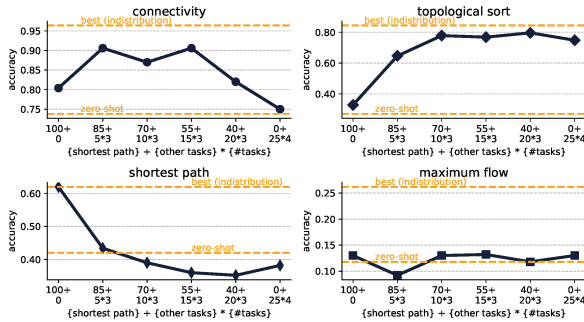 connectivity
best (indistribution)
0.95
0.90
0.85
0.80
0.75
accuracy
zero-shot
100+ 85+ 70+ 55+ 40+ 0+
0 5*3 10*3 15*3 20*3 25*4
{shortest path} + {other tasks} * {#tasks}
topological sort
best (indistribution)
0.80
0.60
0.40
accuracy
zero-shot
100+ 85+ 70+ 55+ 40+ 0+
0 5*3 10*3 15*3 20*3 25*4
{shortest path} + {other tasks} * {#tasks}
shortest path
best (indistribution)
0.60
0.50
0.40
accuracy
zero-shot
100+ 85+ 70+ 55+ 40+ 0+
0 5*3 10*3 15*3 20*3 25*4
{shortest path} + {other tasks} * {#tasks}
maximum flow
best (indistribution)
0.25
0.20
0.15
0.10
accuracy
zero-shot
100+ 85+ 70+ 55+ 40+ 0+
0 5*3 10*3 15*3 20*3 25*4
{shortest path} + {other tasks} * {#tasks}